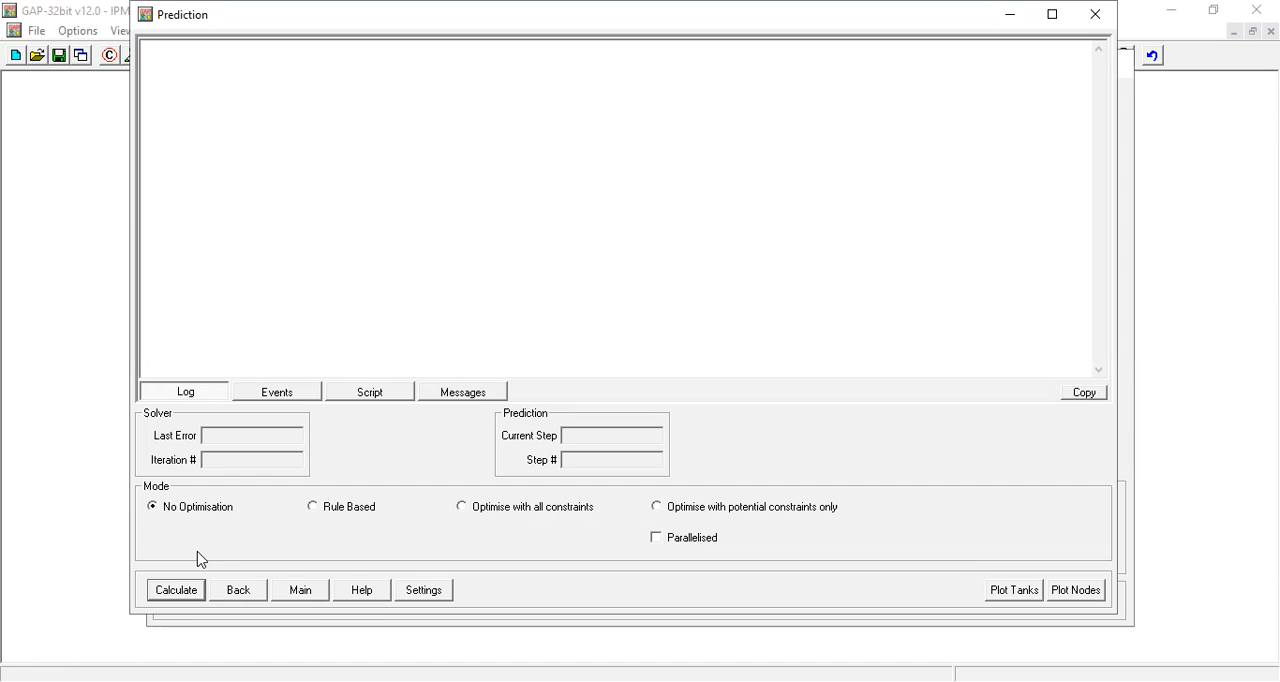 GAP-32bit v12.0 - IPM
Prediction
File Options
Log Events Script Messages Copy
Solver Prediction
Last Error Current Step
Iteration # Step #
Mode
No Optimisation Rule Based Optimise with all constraints Optimise with potential constraints only
Parallelised
Calculate Back Main Help Settings Plot Tanks Plot Nodes